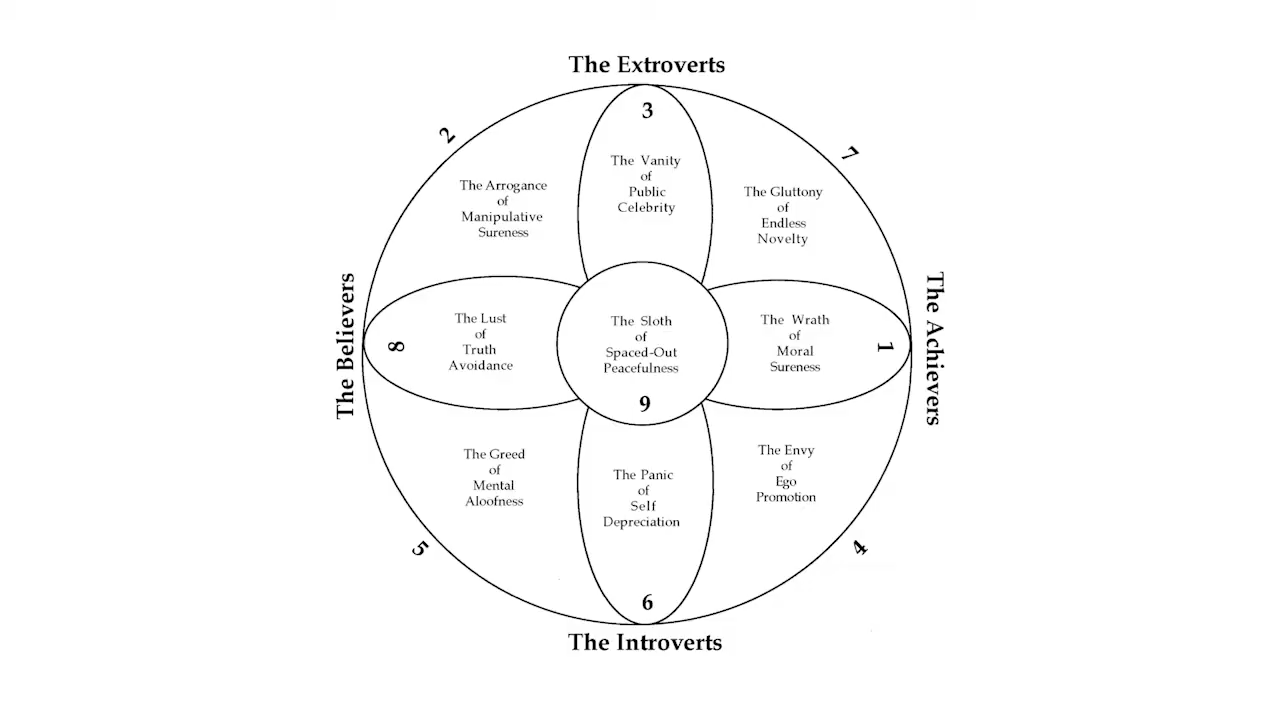 The Extroverts
3
2
7
The Vanity
of
Public
Celebrity
The Arrogance
of
Manipulative
Sureness
The Gluttony
of
Endless
Novelty
The Believers
8
The Lust
of
Truth
Avoidance
The Sloth
of
Spaced-Out
Peacefulness
9
The Wrath
of
Moral
Sureness
1
The Achievers
The Greed
of
Mental
Aloofness
The Panic
of
Self
Depreciation
The Envy
of
Ego
Promotion
5
4
6
The Introverts